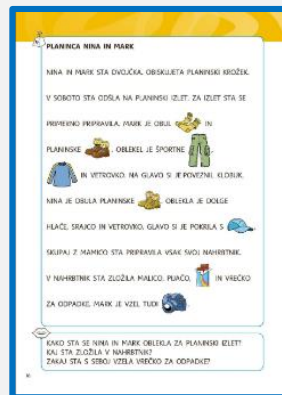 PLANINCA NINA IN MARK
NINA IN MARK STA DVOJČKA. OBISKUJETA PLANINSKI KROŽEK.
V SOBOTO STA ODŠLA NA PLANINSKI IZLET. ZA IZLET STA SE
PRIMERNO PRIPRAVILA. MARK JE OBUL IN
PLANINSKE , OBLEKEL JE ŠPORTNE ,
IN VETROVKO. NA GLAVO SI JE POVEZNIL KLOBUK.
NINA JE OBULA PLANINSKE , OBLEKLA JE DOLGE
HLAČE, SRAJCO IN VETROVKO. GLAVO SI JE POKRILA S
SKUPAJ Z MAMICO STA PRIPRAVILA VSAK SVOJ NAHRBTNIK.
V NAHRBTNIK STA ZLOŽILA MALICO, PIJAČO, IN VREČKO
ZA ODPADKE. MARK JE VZEL TUDI .
KAKO STA SE NINA IN MARK OBLEKLA ZA PLANINSKI IZLET?
KAJ STA ZLOŽILA V NAHRBTNIK?
ZAKAJ STA S SEBOJ VZELA VREČKO ZA ODPADKE?